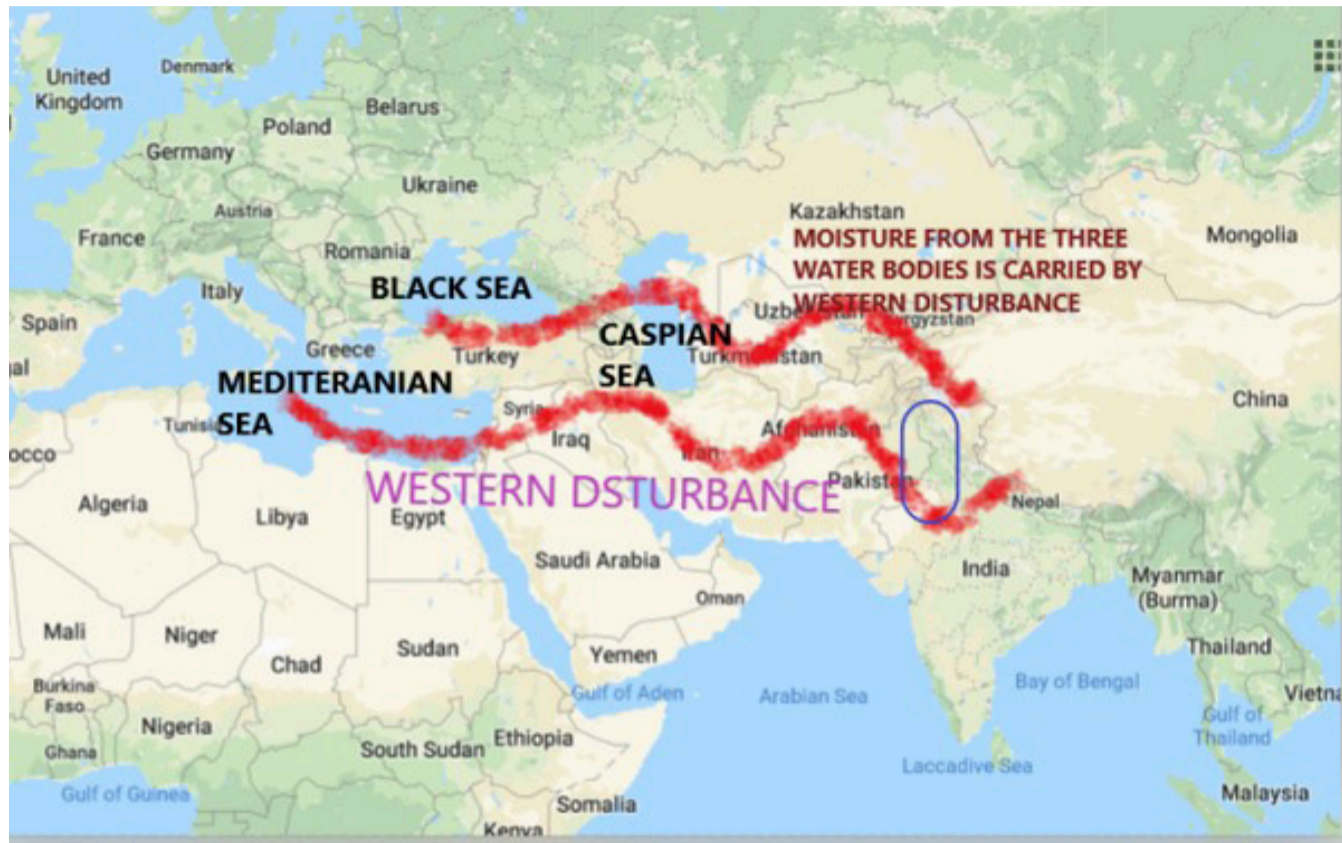 Denmark
United
Kingdom
Belarus
Poland
Germany
Ukraine
Austria
Kazakhstan
France
Romania
MOISTURE FROM THE THREE
WATER BODIES IS CARRIED BY
WESTERN DISTURBANCE
Mongolia
Italy
BLACK SEA
Spain
Greece
Turkey
CASPIAN
SEA
MEDITERANIAN
SEA
Syria
Iraq
Iran
China
Algeria
Libya
Egypt
WESTERN DSTURBANCE
Nepal
Saudi Arabia
Oman
India
Myanmar
(Burma)
Mali
Niger
Chad
Sudan
Yemen
Thailand
Burkina
Faso
Gulf of Aden
Arabian Sea
Bay of Bengal
Nigeria
Ghana
South Sudan
Ethiopia
Gulf of
Thailand
Laccadive Sea
Gulf of Guinea
Somalia
Malaysia
Kenya